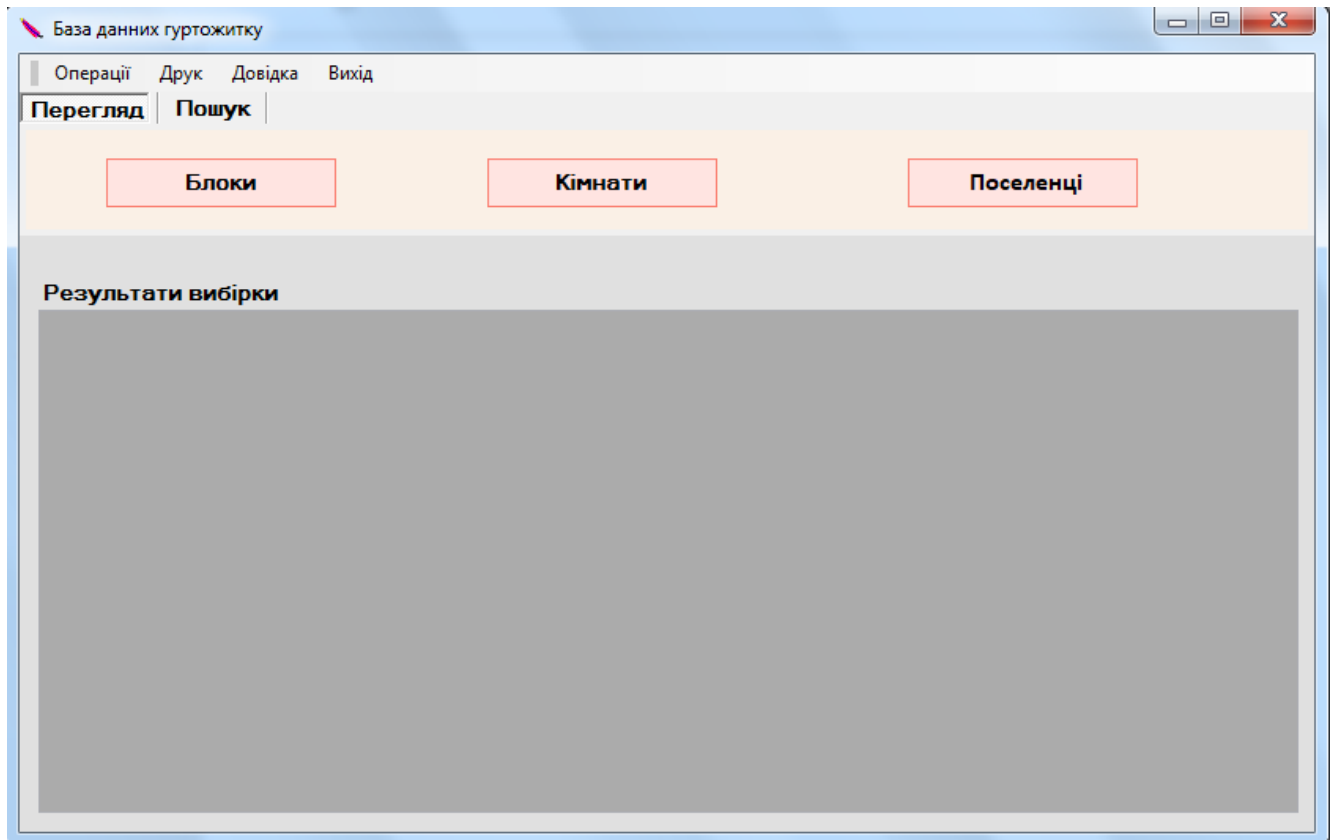 База данних гуртожитку
Операції Друк Довідка Вихід
Перегляд Пошук
Блоки Кімнати Поселенці
Результати вибірки